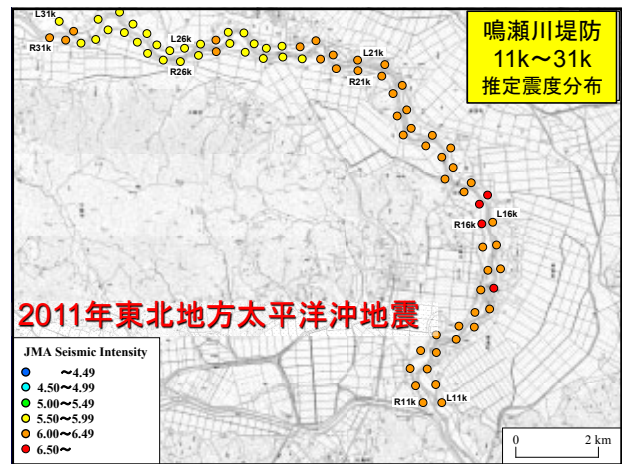 鳴瀬川堤防
11k～31k
推定震度分布
L31k
R31k
L26k
R26k
L21k
R21k
L16k
R16k
2011年東北地方太平洋沖地震
R11k
L11k
JMA Seismic Intensity
～4.49
4.50～4.99
5.00～5.49
5.50～5.99
6.00～6.49
6.50～
0 2 km